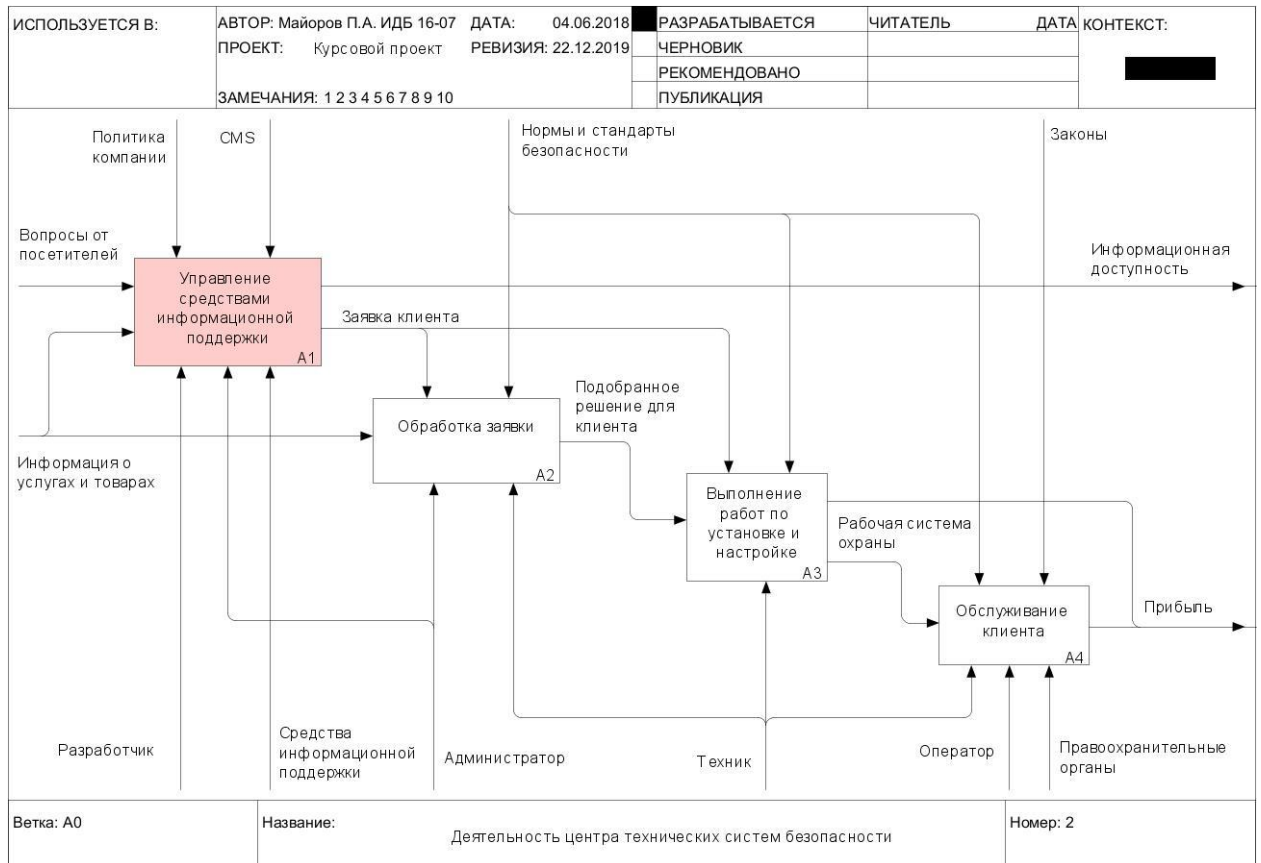 ИСПОЛЬЗУЕТСЯ В:
АВТОР: Майоров П.А. ИДБ 16-07 ДАТА: 04.06.2018
ПРОЕКТ: Курсовой проект РЕВИЗИЯ: 22.12.2019
ЗАМЕЧАНИЯ: 1 2 3 4 5 6 7 8 9 10
РАЗРАБАТЫВАЕТСЯ
ЧЕРНОВИК
РЕКОМЕНДОВАНО
ПУБЛИКАЦИЯ
ЧИТАТЕЛЬ ДАТА
КОНТЕКСТ:
Политика
компании
CMS
Нормы и стандарты
безопасности
Законы
Вопросы от
посетителей
Информационная
доступность
Управление
средствами
информационной
поддержки
A1
Заявка клиента
Подобранное
решение для
клиента
Обработка заявки
A2
Информация о
услугах и товарах
Выполнение
работ по
установке и
настройке
A3
Рабочая система
охраны
Обслуживание
клиента
A4
Прибыль
Разработчик
Средства
информационной
поддержки
Администратор
Техник
Оператор
Правоохранительные
органы
Ветка: A0
Название:
Деятельность центра технических систем безопасности
Номер: 2